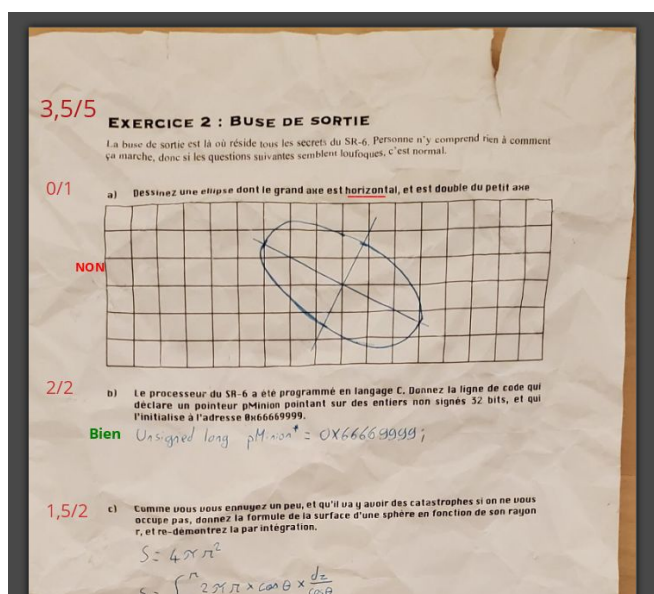 3,5/5
EXERCICE 2 : BUSE DE SORTIE
La buse de sortie est là où réside tous les secrets du SR-6. Personne n'y comprend rien à comment
ça marche, donc si les questions suivantes semblent loufoques, c'est normal.
0/1
a) Dessinez une ellipse dont le grand axe est horizontal, et est double du petit axe
NON
2/2
b) Le processeur du SR-6 a été programmé en langage C. Donnez la ligne de code qui
déclare un pointeur pMinion pointant sur des entiers non signés 32 bits, et qui
l'initialise à l'adresse 0x66669999.
Bien Unsigned long pMinion* = 0X66669999;
1,5/2
c) Comme vous vous ennuyez un peu, et qu'il va y avoir des catastrophes si on ne vous
occupe pas, donnez la formule de la surface d'une sphère en fonction de son rayon
r, et re-démontrez la par intégration.
S = 4πr²
S = ∫ r 2πr × cosθ × dz/cosθ